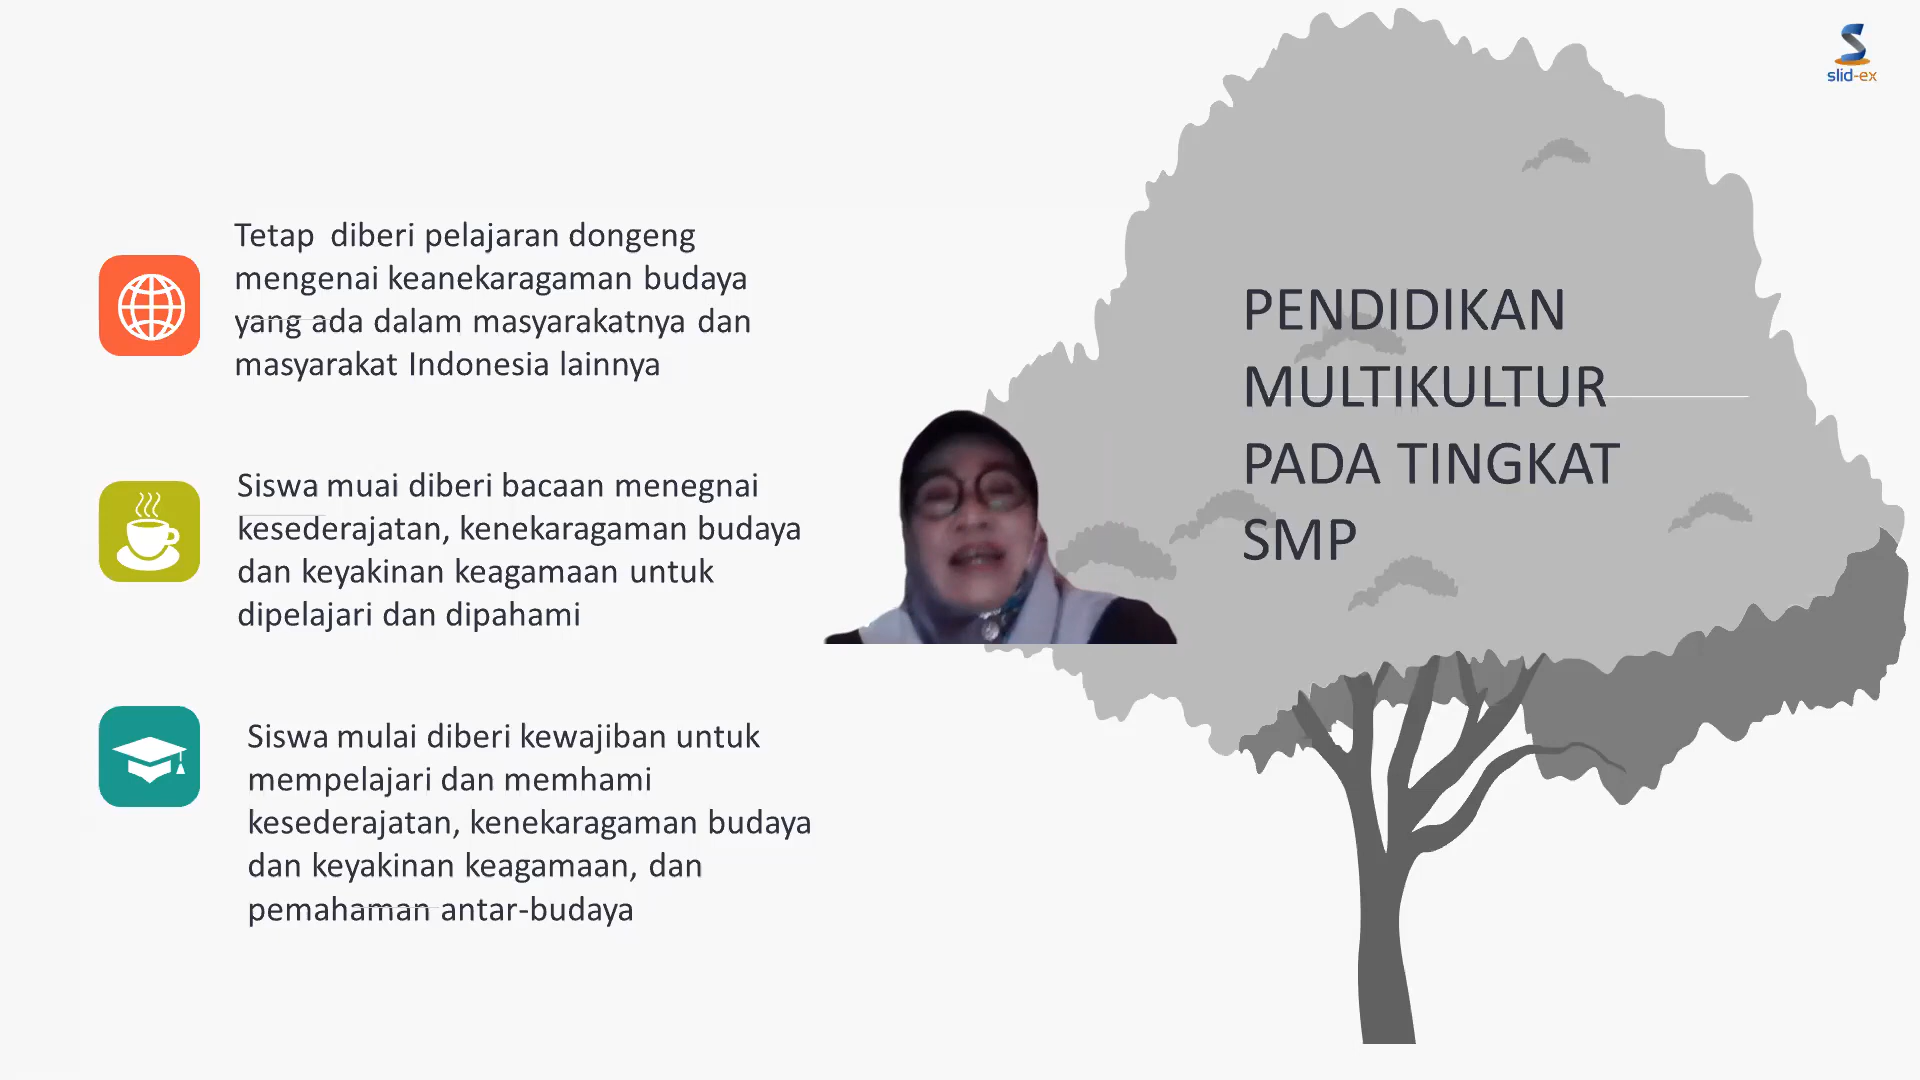 slid-ex
Tetap diberi pelajaran dongeng
mengenai keanekaragaman budaya
yang ada dalam masyarakatnya dan
masyarakat Indonesia lainnya
Siswa muai diberi bacaan menegnai
kesederajatan, kenekaragaman budaya
dan keyakinan keagamaan untuk
dipelajari dan dipahami
Siswa mulai diberi kewajiban untuk
mempelajari dan memhami
kesederajatan, kenekaragaman budaya
dan keyakinan keagamaan, dan
pemahaman antar-budaya
PENDIDIKAN
MULTIKULTUR
PADA TINGKAT
SMP